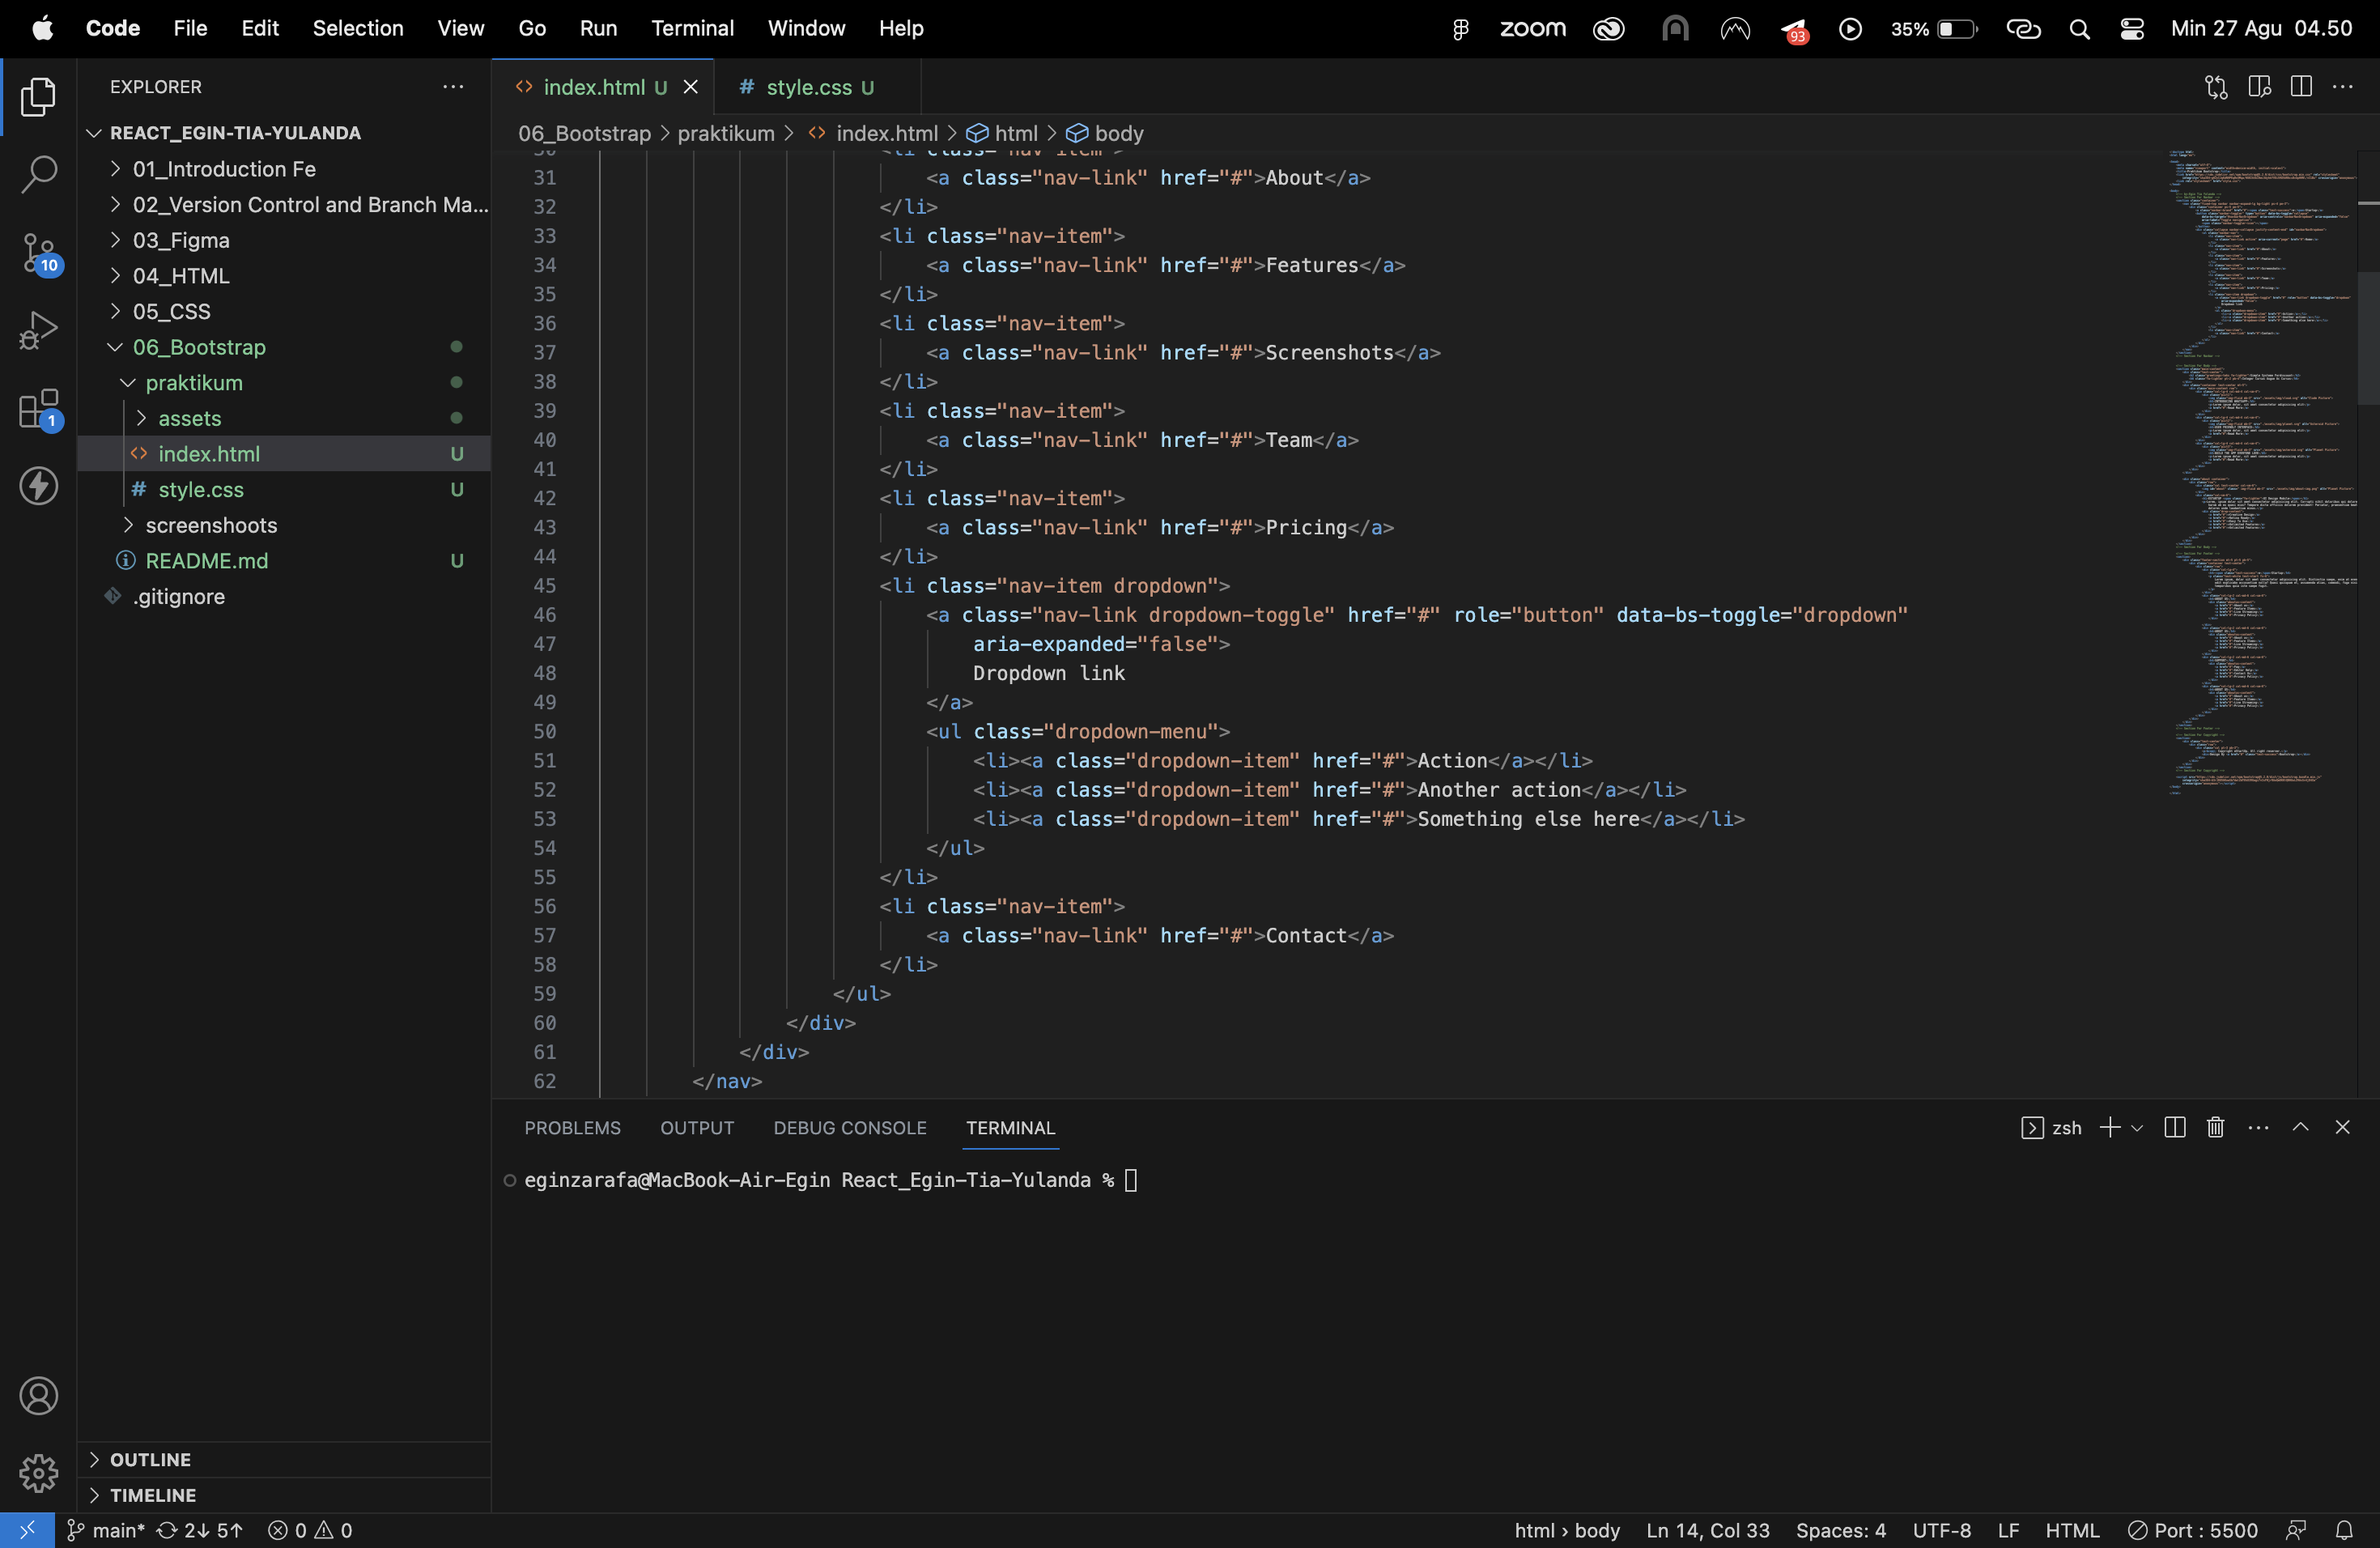 Code File Edit Selection View Go Run Terminal Window Help zoom 93 35% Min 27 Agu 04.50
EXPLORER
REACT_EGIN-TIA-YULANDA
01_Introduction Fe
02_Version Control and Branch Ma...
03_Figma
04_HTML
05_CSS
06_Bootstrap
praktikum
assets
index.html U
style.css U
screenshoots
README.md U
.gitignore
10
1
OUTLINE
TIMELINE
index.html U
style.css U
06_Bootstrap > praktikum > index.html > html > body
30 <li class="nav-item">
31 <a class="nav-link" href="#">About</a>
32 </li>
33 <li class="nav-item">
34 <a class="nav-link" href="#">Features</a>
35 </li>
36 <li class="nav-item">
37 <a class="nav-link" href="#">Screenshots</a>
38 </li>
39 <li class="nav-item">
40 <a class="nav-link" href="#">Team</a>
41 </li>
42 <li class="nav-item">
43 <a class="nav-link" href="#">Pricing</a>
44 </li>
45 <li class="nav-item dropdown">
46 <a class="nav-link dropdown-toggle" href="#" role="button" data-bs-toggle="dropdown"
47 aria-expanded="false">
48 Dropdown link
49 </a>
50 <ul class="dropdown-menu">
51 <li><a class="dropdown-item" href="#">Action</a></li>
52 <li><a class="dropdown-item" href="#">Another action</a></li>
53 <li><a class="dropdown-item" href="#">Something else here</a></li>
54 </ul>
55 </li>
56 <li class="nav-item">
57 <a class="nav-link" href="#">Contact</a>
58 </li>
59 </ul>
60 </div>
61 </div>
62 </nav>
PROBLEMS OUTPUT DEBUG CONSOLE TERMINAL zsh
eginzarafa@MacBook-Air-Egin React_Egin-Tia-Yulanda %
main* 2↓ 5↑ 0 0 html › body Ln 14, Col 33 Spaces: 4 UTF-8 LF HTML Port : 5500